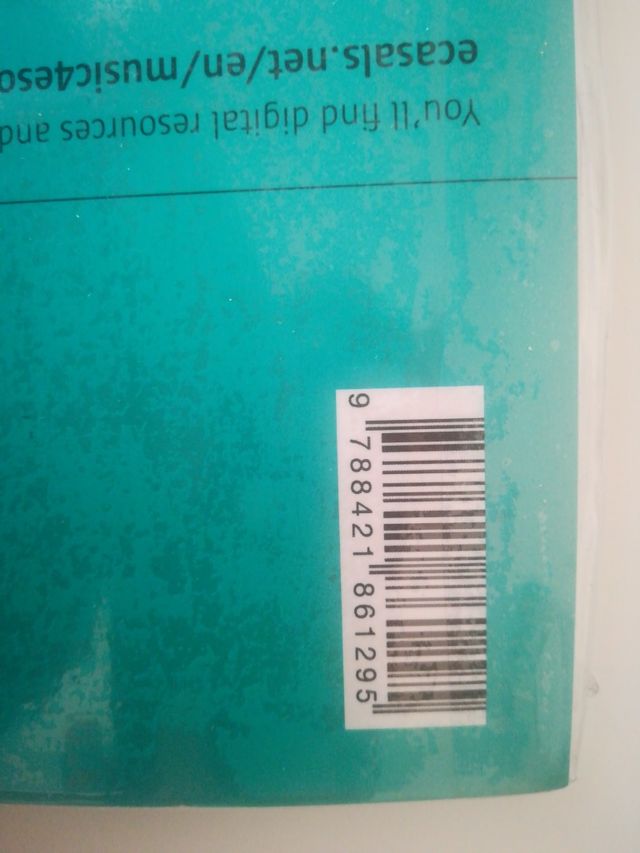 9 788421 861295
You'll find digital resources and
ecasals.net/en/music4eso